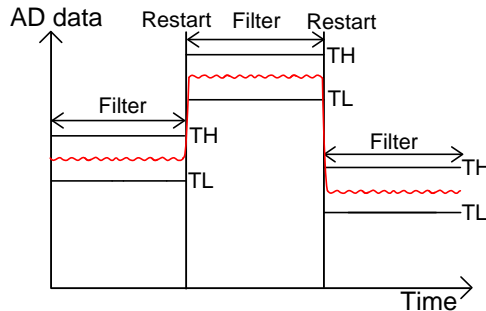 AD data
Restart
Filter
Restart
TH
TL
Filter
TH
TL
Filter
TH
TL
Time